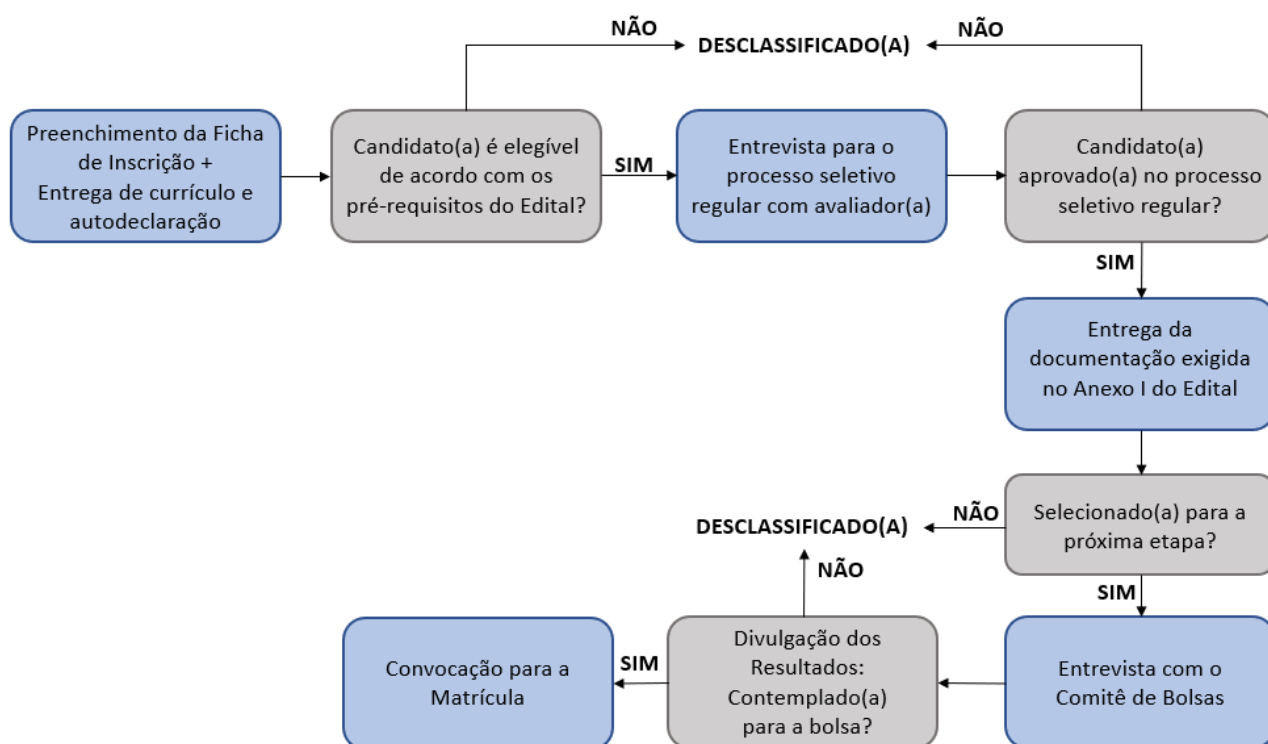 NÃO
DESCLASSIFICADO(A)
NÃO
Preenchimento da Ficha
de Inscrição +
Entrega de currículo e
autodeclaração
Candidato(a) é elegível
de acordo com os
pré-requisitos do Edital?
SIM
Entrevista para o
processo seletivo
regular com avaliador(a)
Candidato(a)
aprovado(a) no processo
seletivo regular?
SIM
Entrega da
documentação exigida
no Anexo I do Edital
Selecionado(a) para a
próxima etapa?
NÃO
DESCLASSIFICADO(A)
NÃO
SIM
Entrevista com o
Comitê de Bolsas
Divulgação dos
Resultados:
Contemplado(a)
para a bolsa?
SIM
Convocação para a
Matrícula